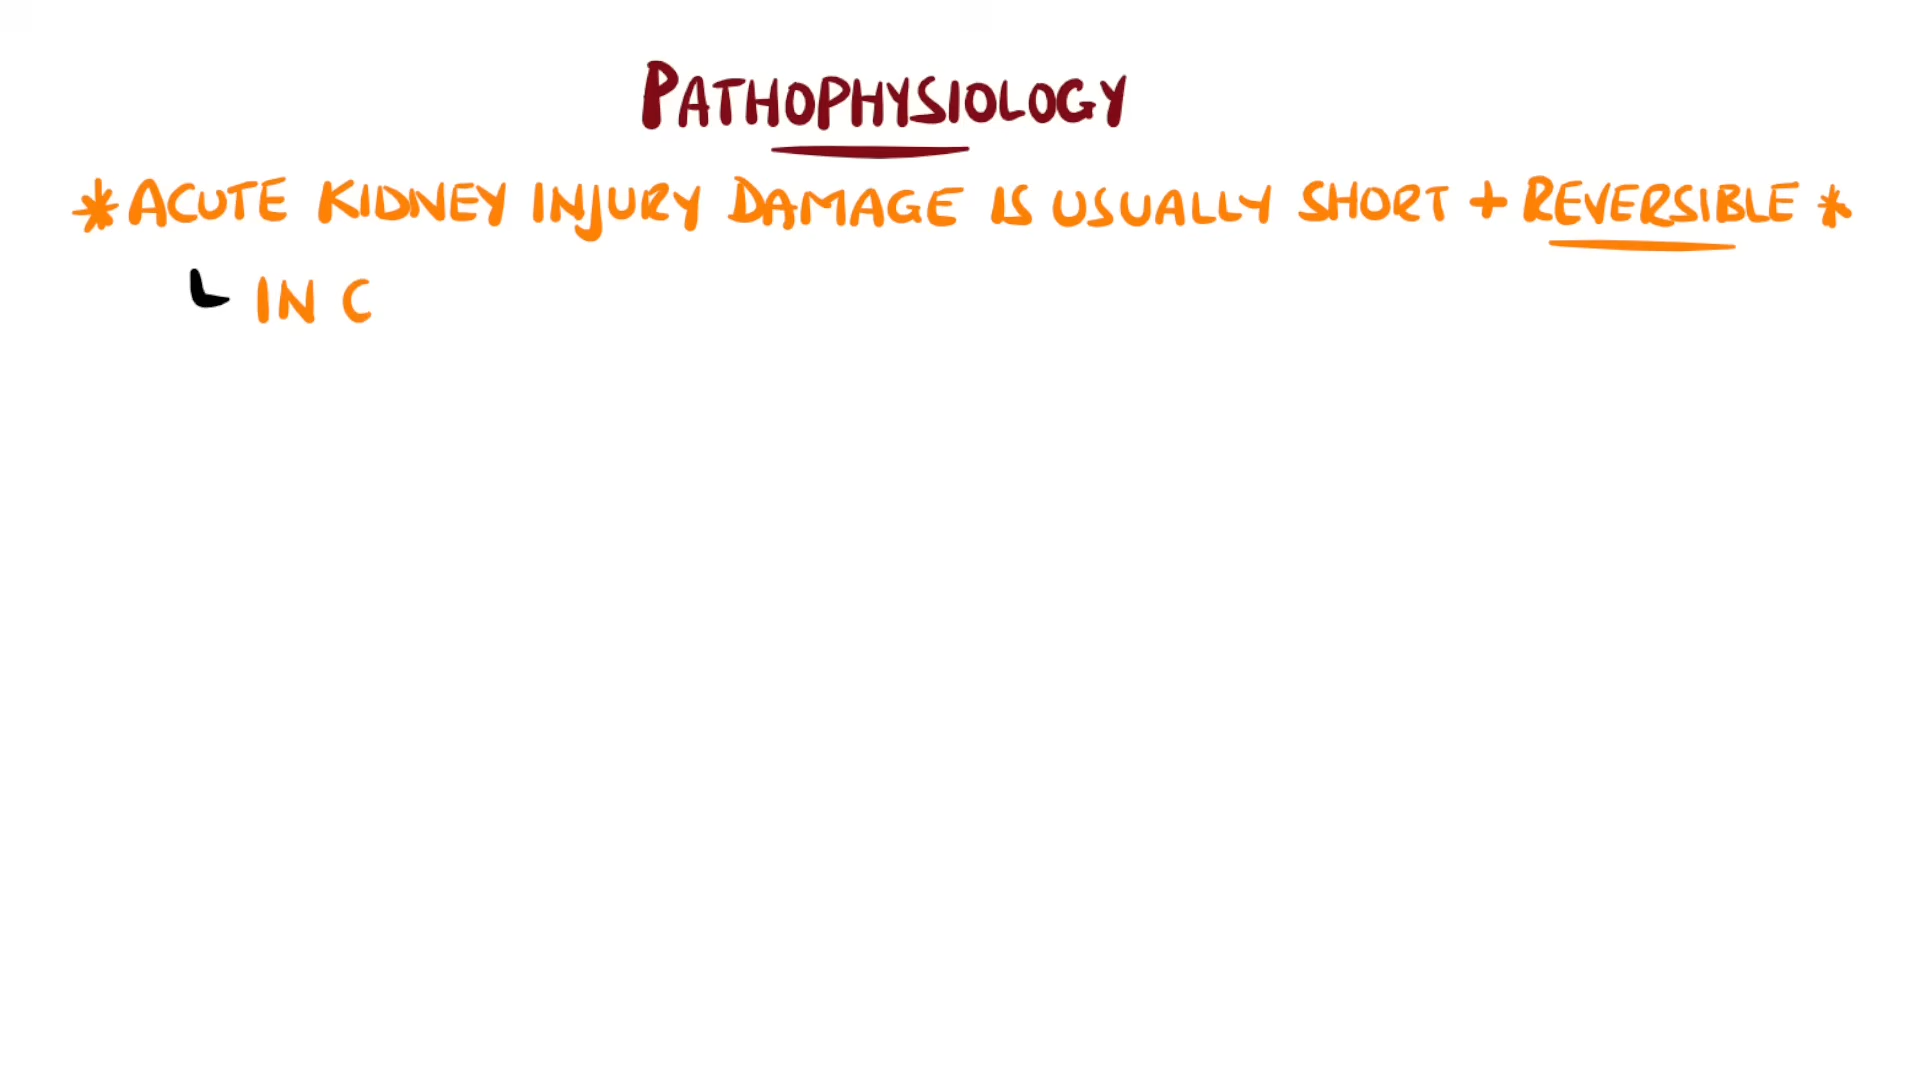 PATHOPHYSIOLOGY
* ACUTE KIDNEY INJURY DAMAGE IS USUALLY SHORT + REVERSIBLE *
IN C